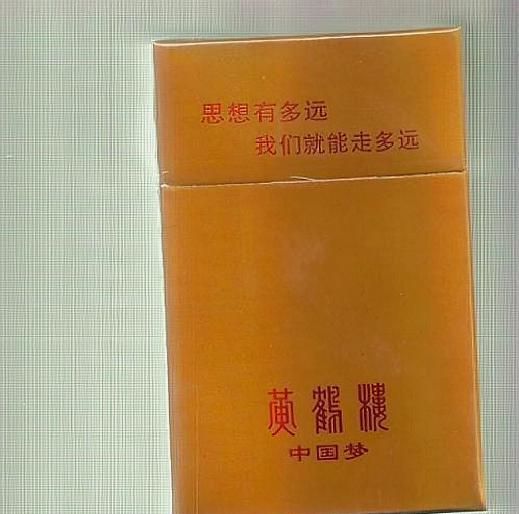 思想有多远
我们就能走多远
黄鹤楼
中国梦